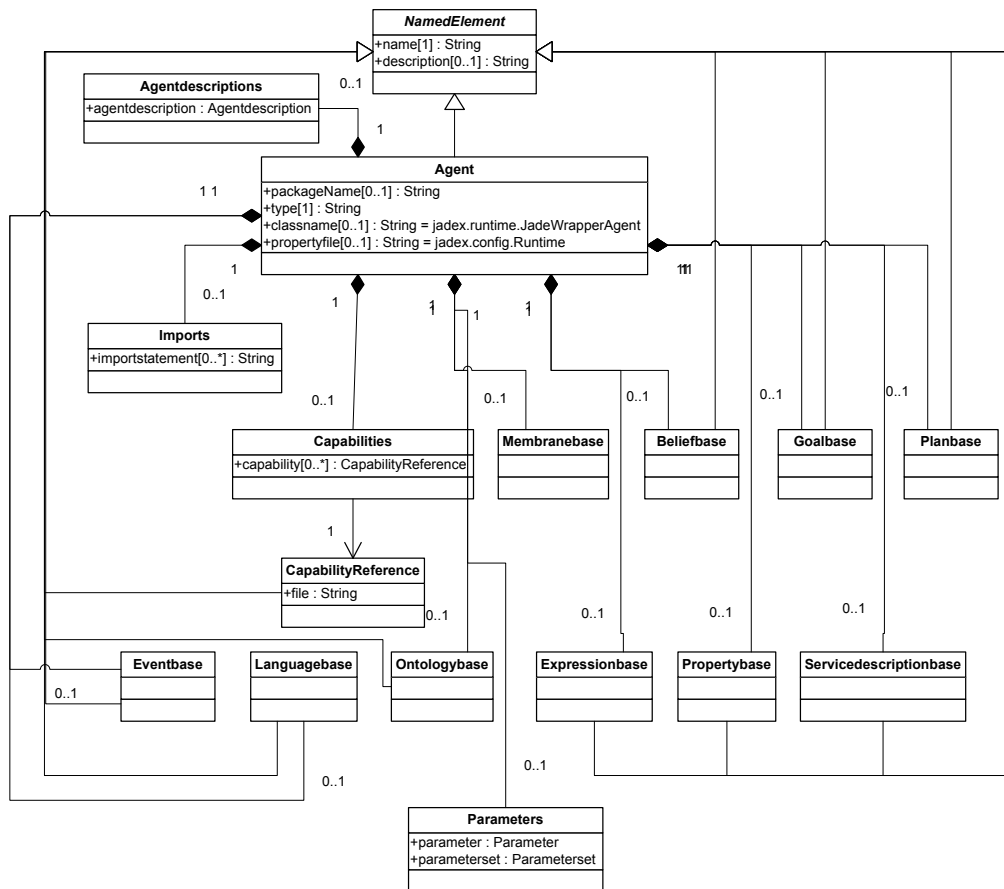 NamedElement
+name[1] : String
+description[0..1] : String
0..1
Agentdescriptions
+agentdescription : Agentdescription
1
Agent
+packageName[0..1] : String
+type[1] : String
+classname[0..1] : String = jadex.runtime.JadeWrapperAgent
+propertyfile[0..1] : String = jadex.config.Runtime
1 1
1
0..1
1
1
1
1
1
1
1
1
1
Imports
+importstatement[0..*] : String
0..1
0..1
0..1
0..1
0..1
Capabilities
+capability[0..*] : CapabilityReference
Membranebase
Beliefbase
Goalbase
Planbase
1
CapabilityReference
+file : String
0..1
0..1
0..1
0..1
Eventbase
Languagebase
Ontologybase
Expressionbase
Propertybase
Servicedescriptionbase
0..1
0..1
0..1
Parameters
+parameter : Parameter
+parameterset : Parameterset